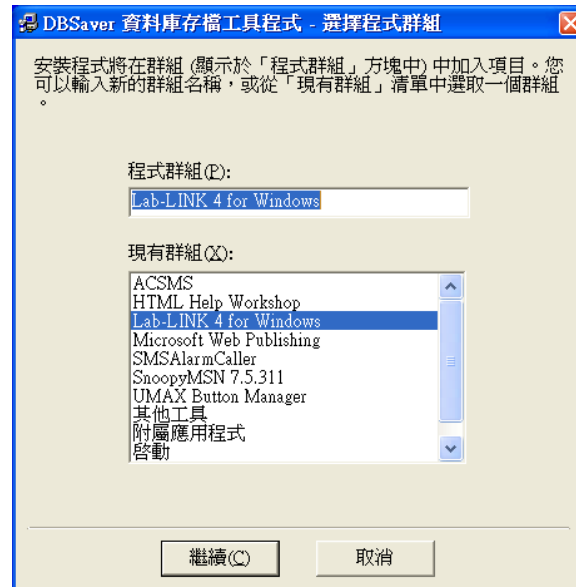 DBSaver 資料庫存檔工具程式 - 選擇程式群組
安裝程式將在群組 (顯示於「程式群組」方塊中) 中加入項目。您
可以輸入新的群組名稱，或從「現有群組」清單中選取一個群組
。
程式群組(P):
Lab-LINK 4 for Windows
現有群組(X):
ACSMS
HTML Help Workshop
Lab-LINK 4 for Windows
Microsoft Web Publishing
SMSAlarmCaller
SnoopyMSN 7.5.311
UMAX Button Manager
其他工具
附屬應用程式
啓動
繼續(C)
取消